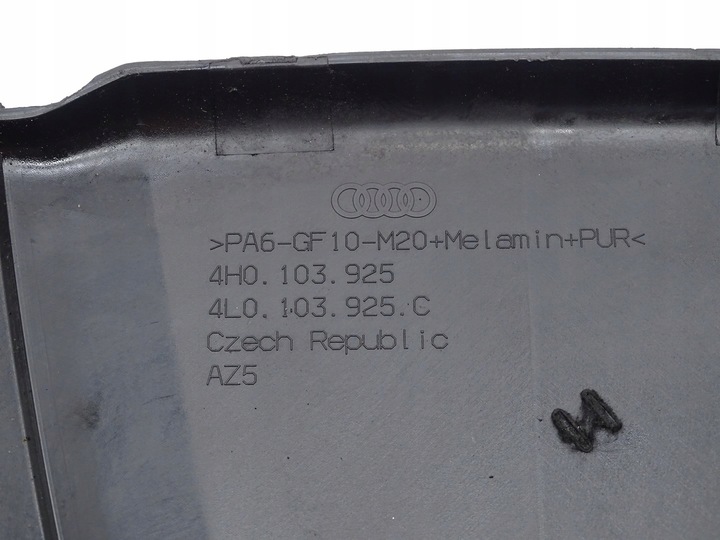 >PA6-GF10-M20+Melamin+PUR<
4H0.103.925
4L0.103.925.C
Czech Republic
AZ5